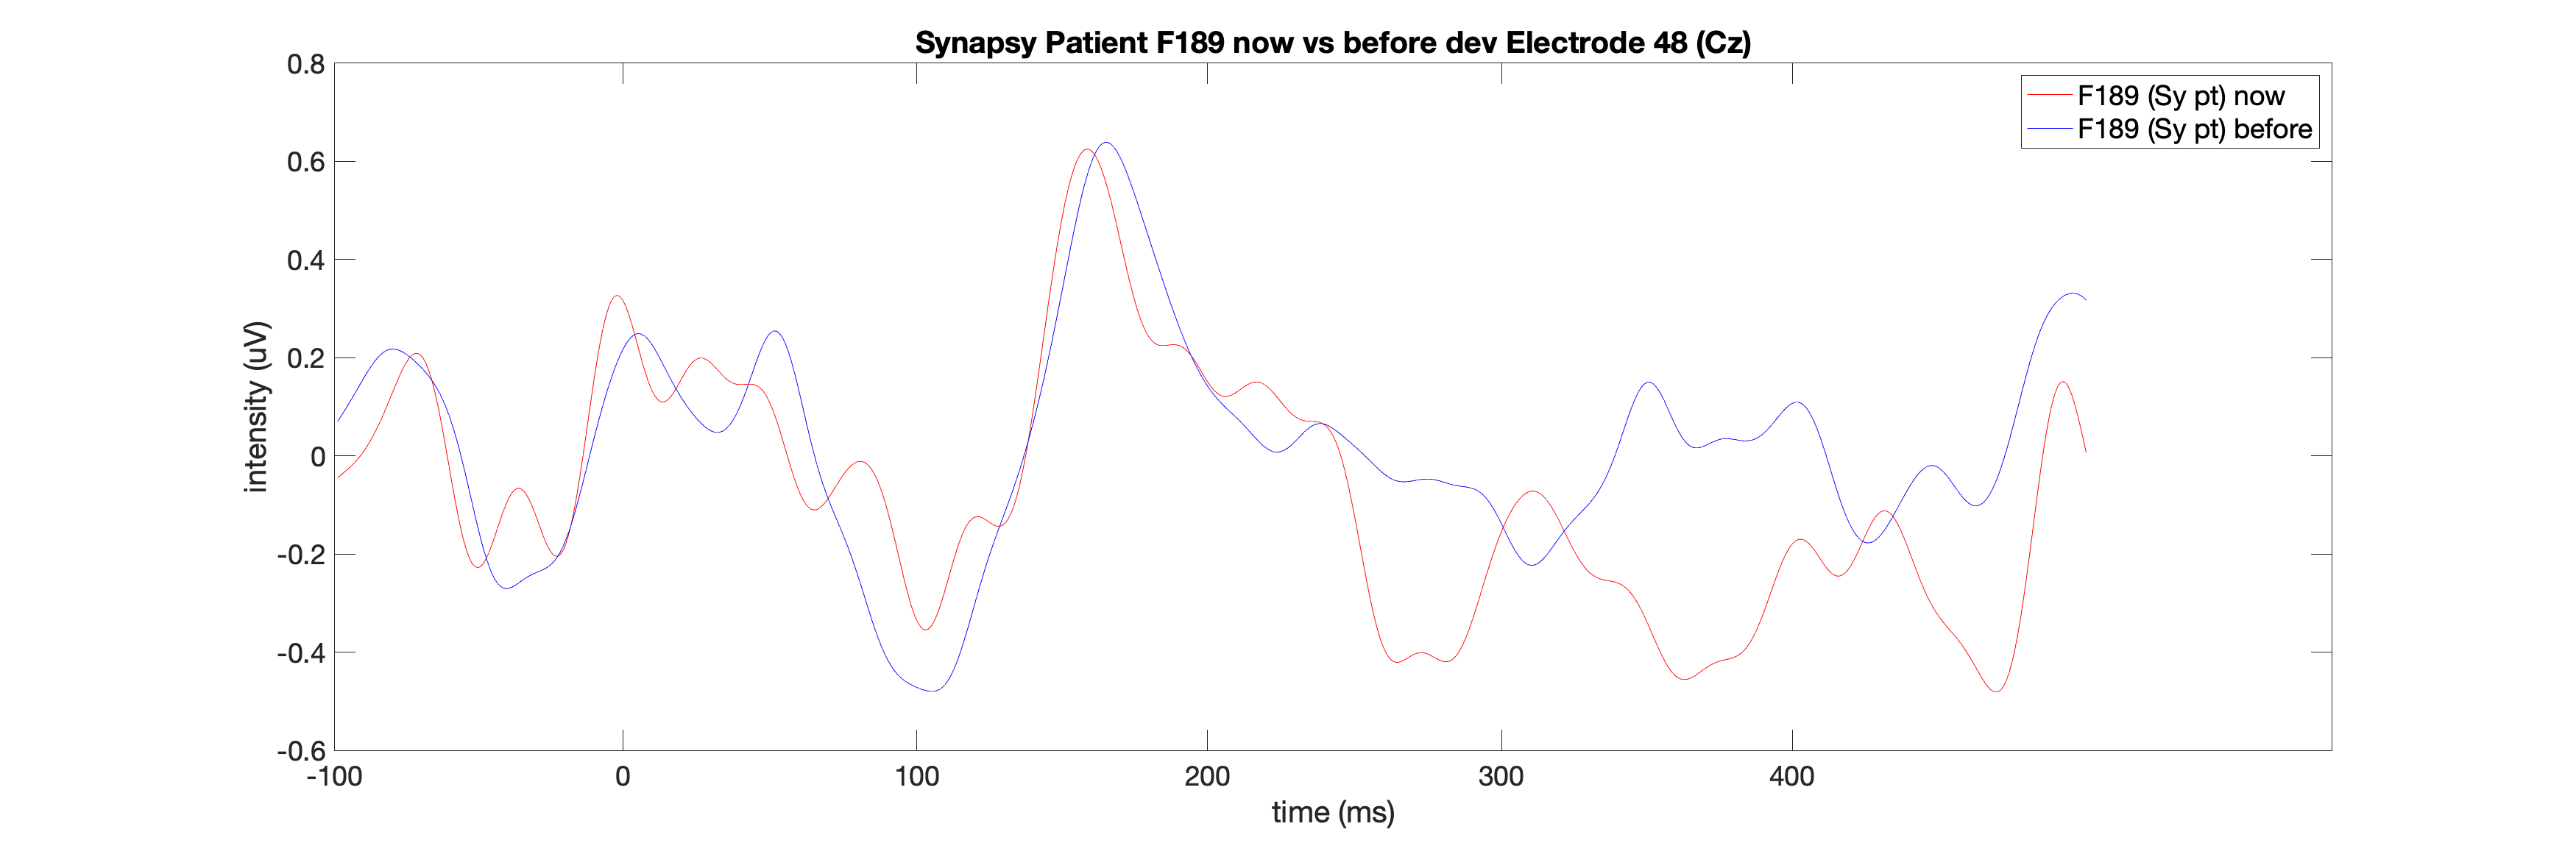 Synapsy Patient F189 now vs before dev Electrode 48 (Cz)
F189 (Sy pt) now
F189 (Sy pt) before
intensity (uV)
0.8
0.6
0.4
0.2
0
-0.2
-0.4
-0.6
-100 0 100 200 300 400
time (ms)